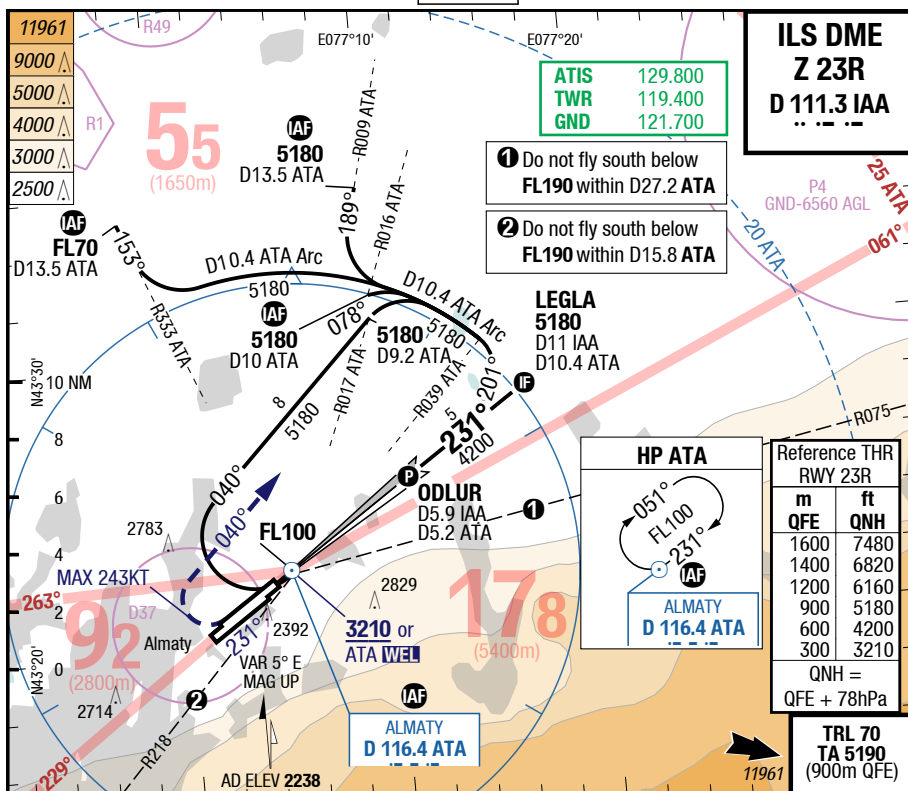 11961
9000
5000
4000
3000
2500
R49
R1
E077°10'
E077°20'
ILS DME
Z 23R
D 111.3 IAA
ATIS 129.800
TWR 119.400
GND 121.700
❶ Do not fly south below
FL190 within D27.2 ATA
❷ Do not fly south below
FL190 within D15.8 ATA
P4
GND-6560 AGL
25 ATA
20 ATA
061°
55
(1650m)
IAF
5180
D13.5 ATA
R009 ATA
189°
R016 ATA
IAF
FL70
D13.5 ATA
153°
R333 ATA
D10.4 ATA Arc
5180
D10.4 ATA Arc
5180
IAF
5180
D10 ATA
078°
5180
D9.2 ATA
R017 ATA
R039 ATA
LEGLA
5180
D11 IAA
D10.4 ATA
IF
201°
5
231°
4200
N43°30'
10 NM
8
6
4
2
0
N43°20'
8
5180
040°
040°
P
ODLUR
D5.9 IAA
D5.2 ATA
R075
❶
FL100
2783
MAX 243KT
263°
D37
92
(2800m)
Almaty
231°
2392
2829
178
(5400m)
3210 or
ATA WEL
VAR 5° E
MAG UP
❷
2714
R218
229°
IAF
ALMATY
D 116.4 ATA
AD ELEV 2238
HP ATA
051°
FL100
231°
IAF
ALMATY
D 116.4 ATA
Reference THR
RWY 23R
m ft
QFE QNH
1600 7480
1400 6820
1200 6160
900 5180
600 4200
300 3210
QNH =
QFE + 78hPa
11961
TRL 70
TA 5190
(900m QFE)